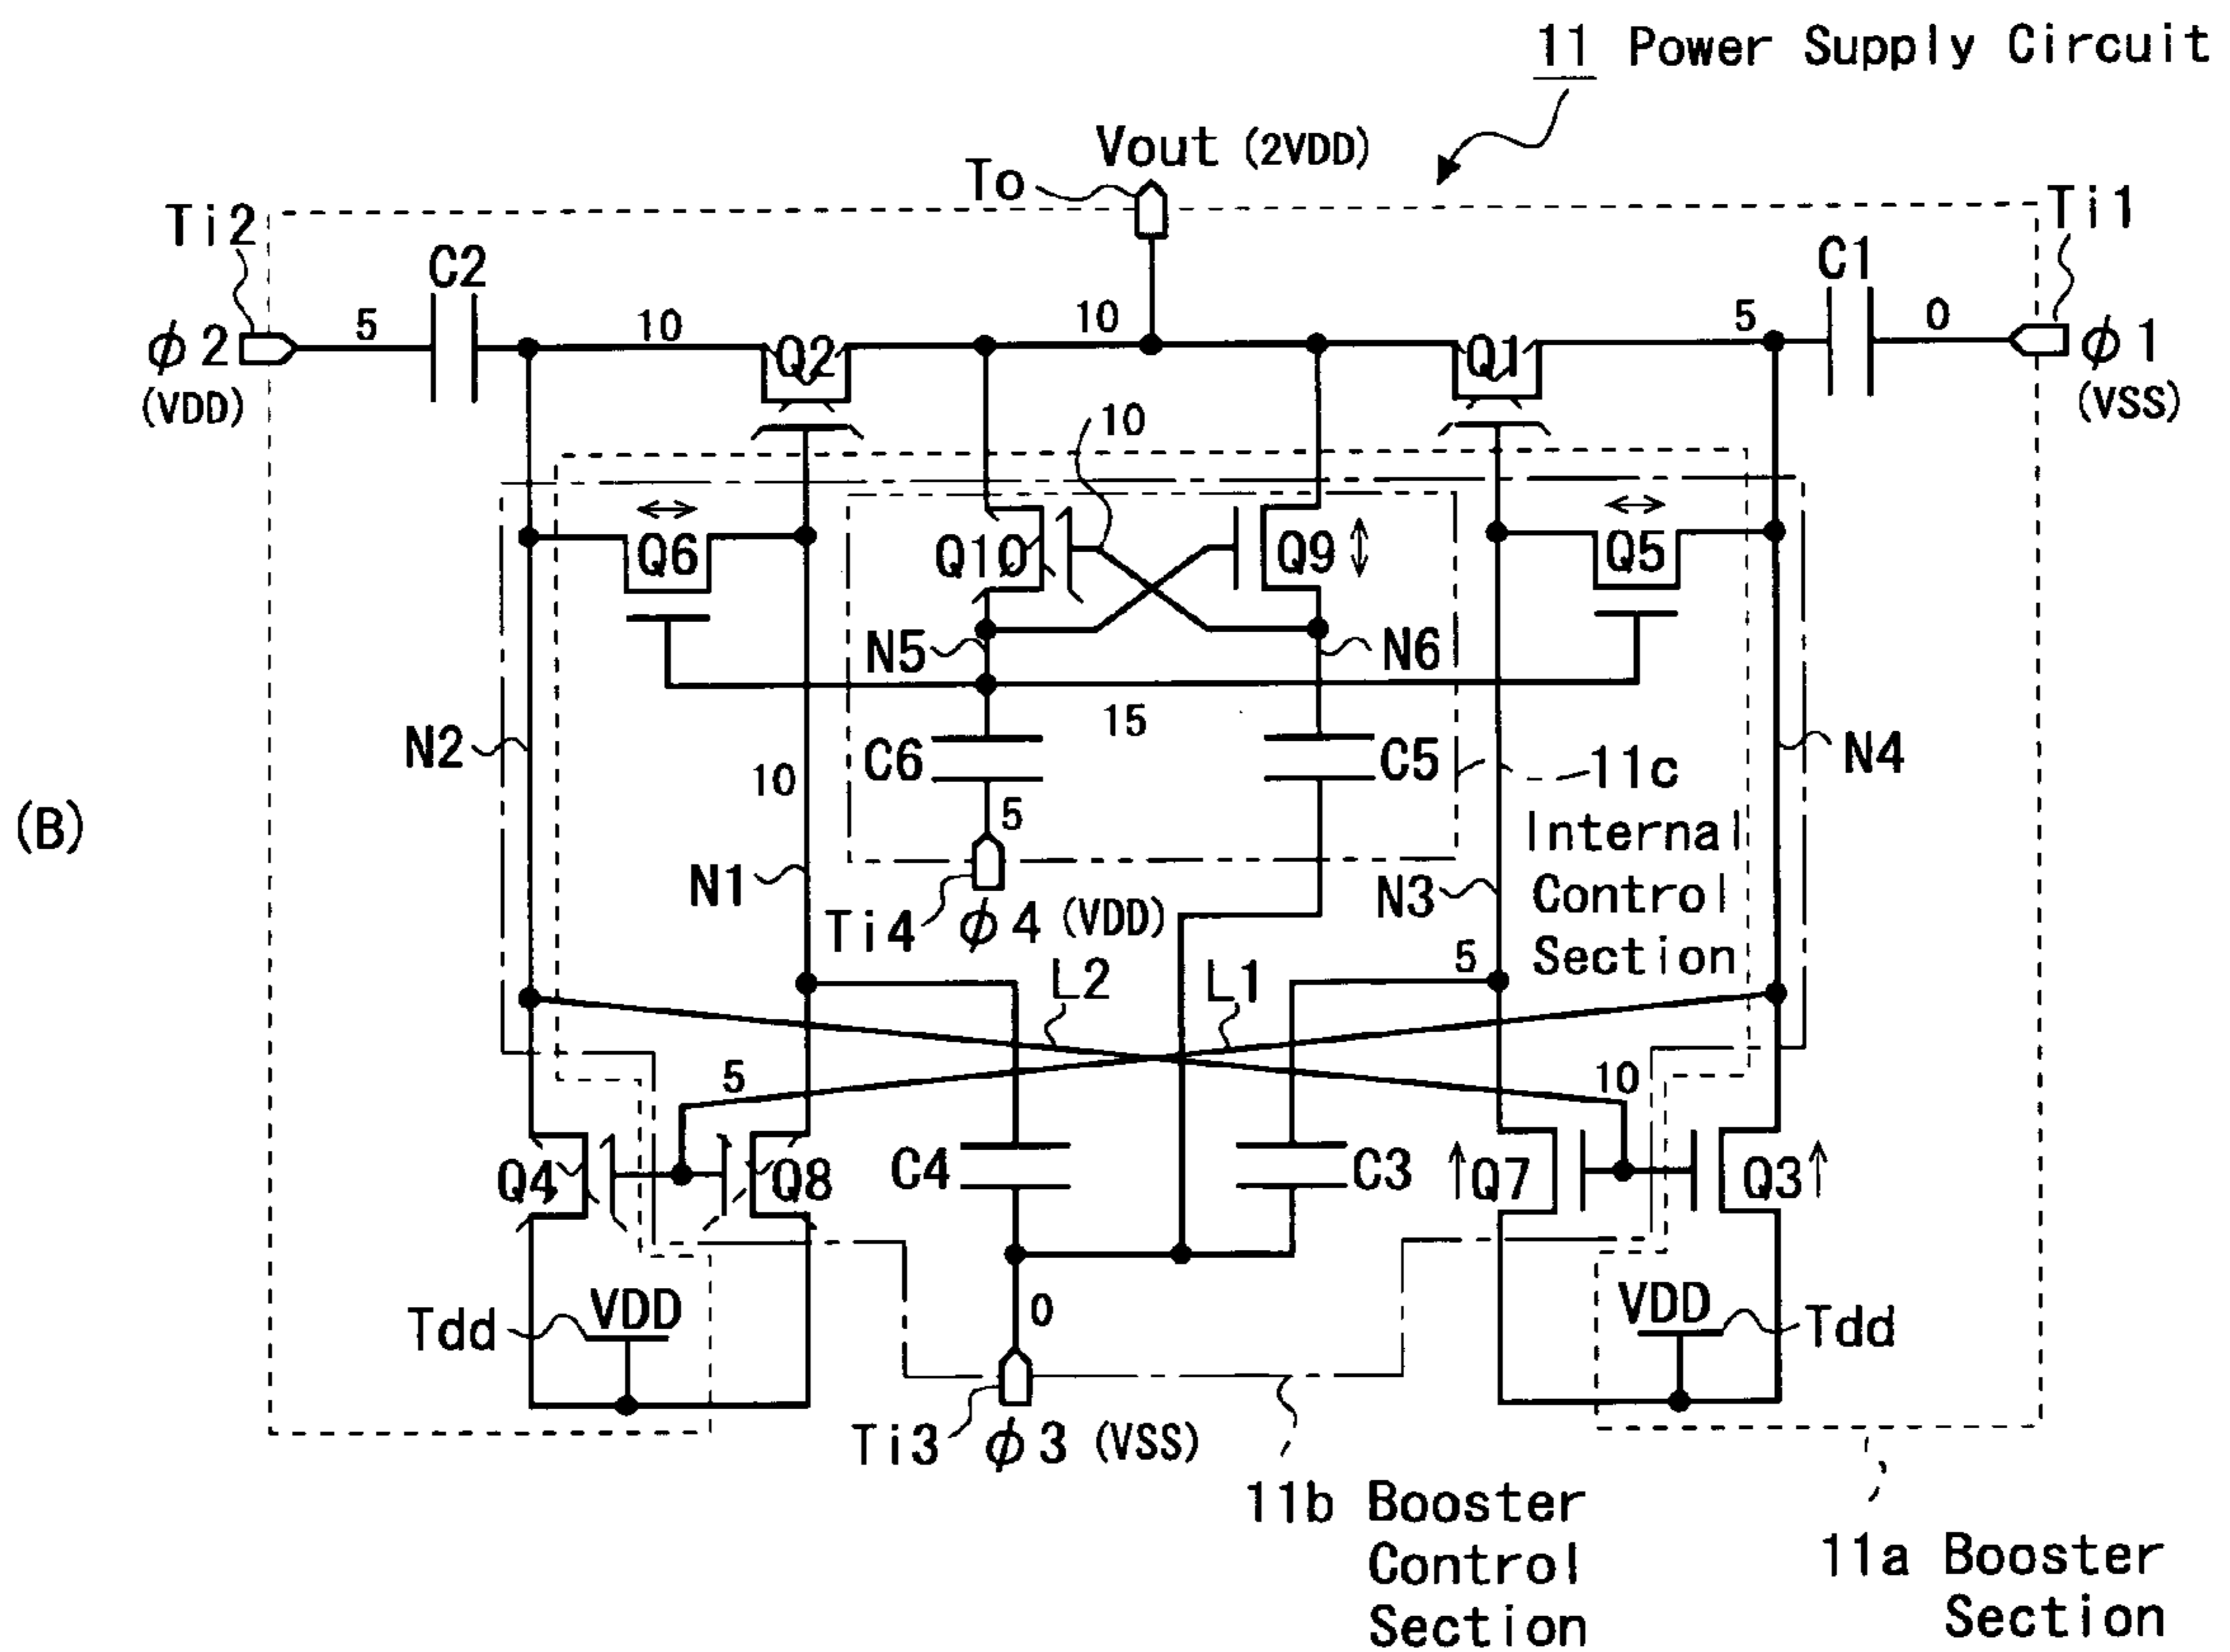 11 Power Supply Circuit
Vout (2VDD)
To
Ti2
Ti1
C2
C1
5
10
10
5
0
φ2
Q2
Q1
φ1
(VDD)
(VSS)
10
Q6
Q10
Q9
Q5
N5
N6
15
N2
10
C6
C5
11c
N4
(B)
5
Internal
Control
Section
N1
N3
Ti4
φ4 (VDD)
5
L2
L1
5
10
Q4
Q8
C4
C3
Q7
Q3
VDD
0
VDD
Tdd
Tdd
Ti3
φ3 (VSS)
11b Booster
Control
Section
11a Booster
Section